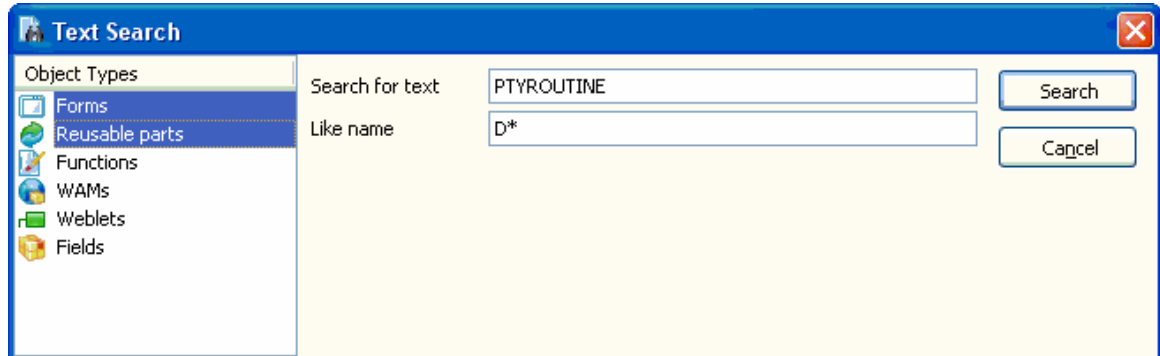 Text Search
Object Types
Forms
Reusable parts
Functions
WAMs
Weblets
Fields
Search for text PTYROUTINE Search
Like name D*
Cancel